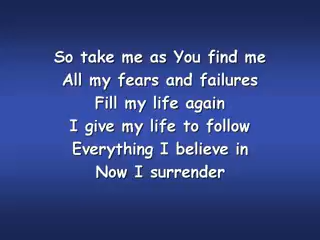 So take me as You find me
All my fears and failures
Fill my life again
I give my life to follow
Everything I believe in
Now I surrender